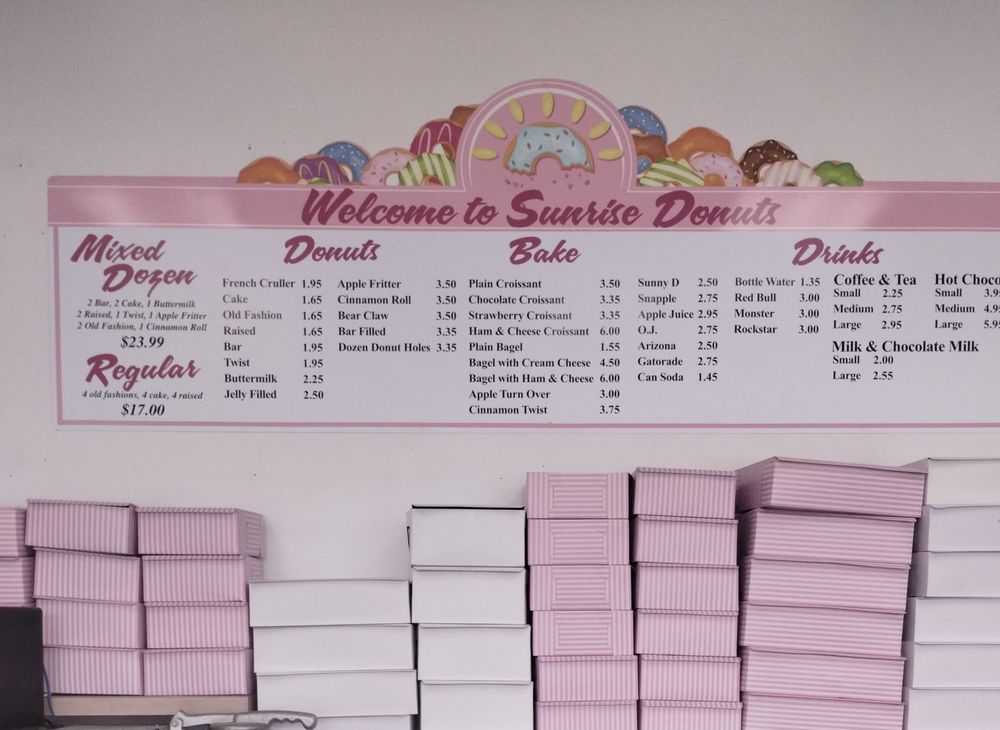 Welcome to Sunrise Donuts
Mixed
Dozen
2 Bar, 2 Cake, 1 Buttermilk
2 Raised, 1 Twist, 1 Apple Fritter
2 Old Fashion, 1 Cinnamon Roll
$23.99
Regular
4 old fashions, 4 cake, 4 raised
$17.00
Donuts
French Cruller 1.95
Cake 1.65
Old Fashion 1.65
Raised 1.65
Bar 1.95
Twist 1.95
Buttermilk 2.25
Jelly Filled 2.50
Apple Fritter 3.50
Cinnamon Roll 3.50
Bear Claw 3.50
Bar Filled 3.35
Dozen Donut Holes 3.35
Bake
Plain Croissant 3.50
Chocolate Croissant 3.35
Strawberry Croissant 3.35
Ham & Cheese Croissant 6.00
Plain Bagel 1.55
Bagel with Cream Cheese 4.50
Bagel with Ham & Cheese 6.00
Apple Turn Over 3.00
Cinnamon Twist 3.75
Drinks
Sunny D 2.50
Snapple 2.75
Apple Juice 2.95
O.J. 2.75
Arizona 2.50
Gatorade 2.75
Can Soda 1.45
Bottle Water 1.35
Red Bull 3.00
Monster 3.00
Rockstar 3.00
Coffee & Tea
Small 2.25
Medium 2.75
Large 2.95
Hot Choco
Small 3.9
Medium 4.9
Large 5.9
Milk & Chocolate Milk
Small 2.00
Large 2.55